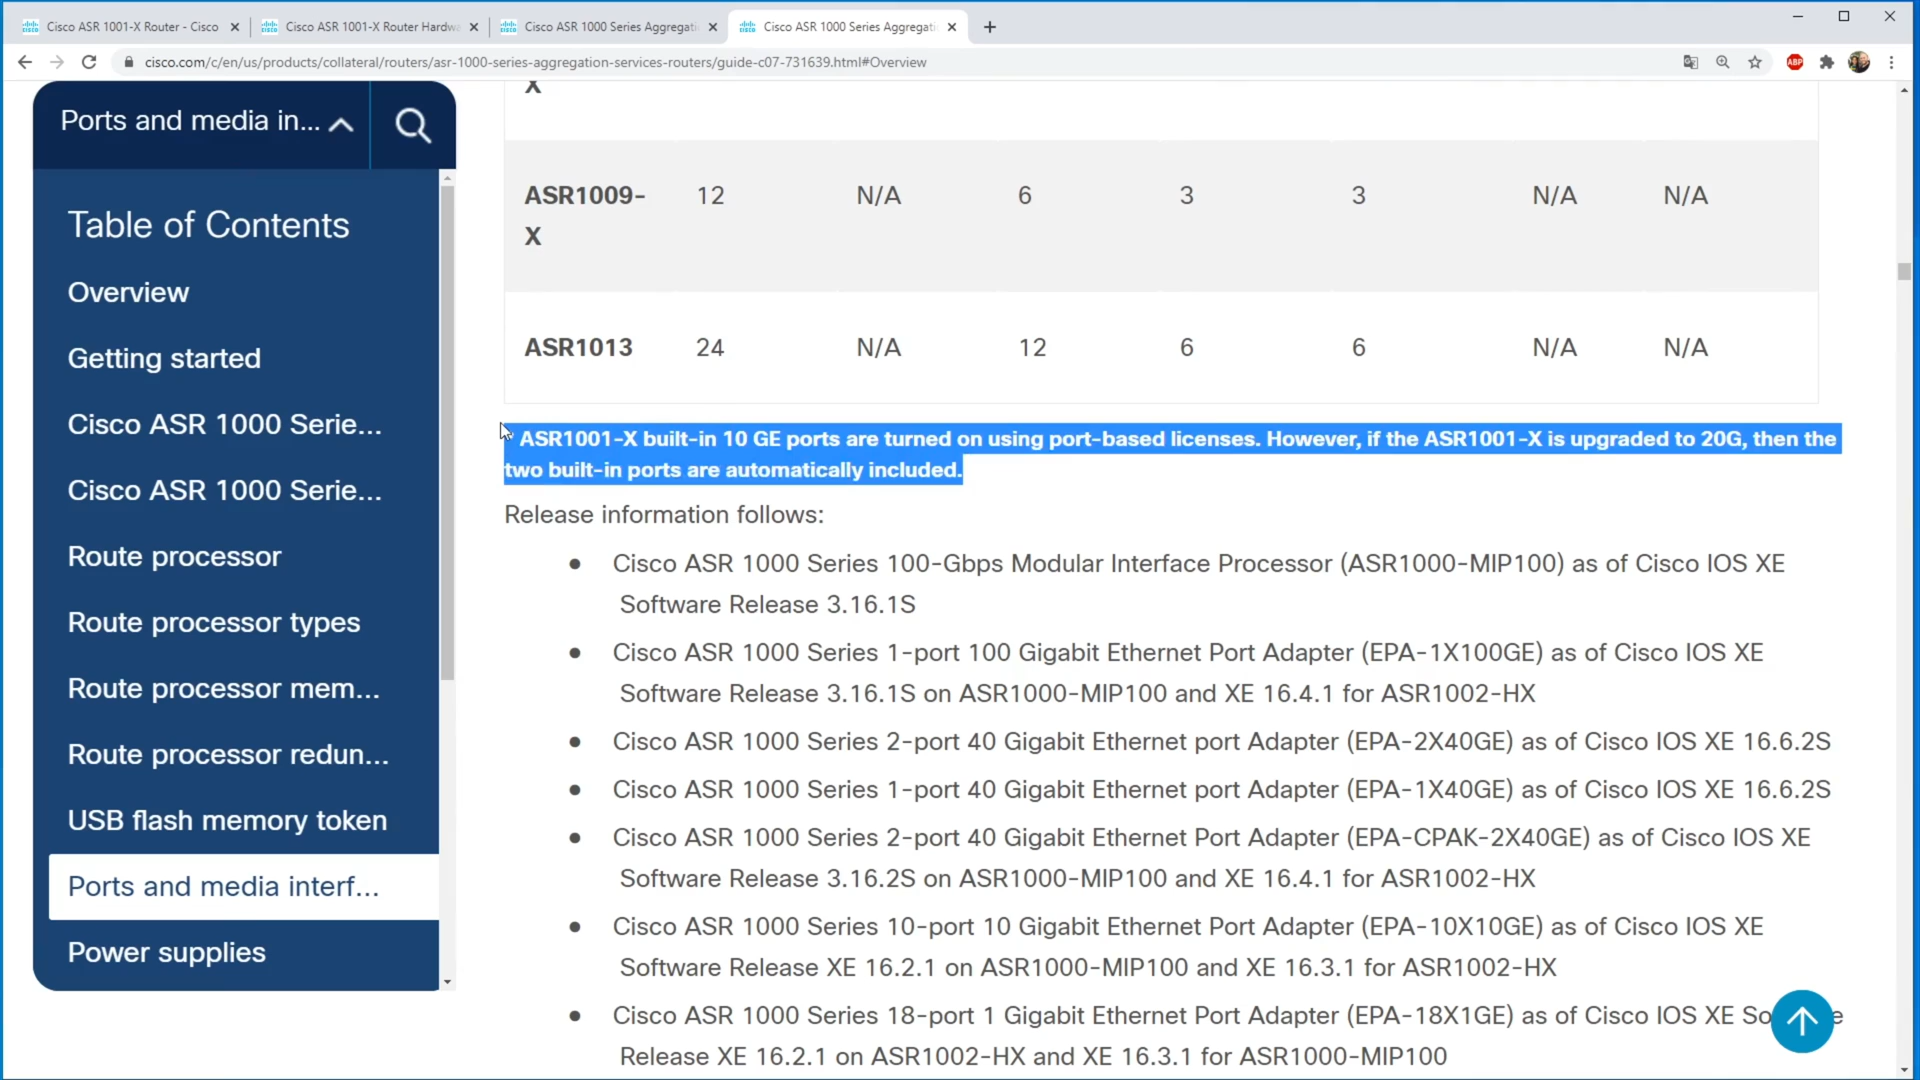 Cisco ASR 1001-X Router - Cisco
Cisco ASR 1001-X Router Hardwa
Cisco ASR 1000 Series Aggregati
Cisco ASR 1000 Series Aggregati
cisco.com/c/en/us/products/collateral/routers/asr-1000-series-aggregation-services-routers/guide-c07-731639.html#Overview
ABP
Ports and media in...
Table of Contents
Overview
Getting started
Cisco ASR 1000 Serie...
Cisco ASR 1000 Serie...
Route processor
Route processor types
Route processor mem...
Route processor redun...
USB flash memory token
Ports and media interf...
Power supplies
X
ASR1009- 12 N/A 6 3 3 N/A N/A
X
ASR1013 24 N/A 12 6 6 N/A N/A
ASR1001-X built-in 10 GE ports are turned on using port-based licenses. However, if the ASR1001-X is upgraded to 20G, then the
two built-in ports are automatically included.
Release information follows:
● Cisco ASR 1000 Series 100-Gbps Modular Interface Processor (ASR1000-MIP100) as of Cisco IOS XE
Software Release 3.16.1S
● Cisco ASR 1000 Series 1-port 100 Gigabit Ethernet Port Adapter (EPA-1X100GE) as of Cisco IOS XE
Software Release 3.16.1S on ASR1000-MIP100 and XE 16.4.1 for ASR1002-HX
● Cisco ASR 1000 Series 2-port 40 Gigabit Ethernet port Adapter (EPA-2X40GE) as of Cisco IOS XE 16.6.2S
● Cisco ASR 1000 Series 1-port 40 Gigabit Ethernet port Adapter (EPA-1X40GE) as of Cisco IOS XE 16.6.2S
● Cisco ASR 1000 Series 2-port 40 Gigabit Ethernet Port Adapter (EPA-CPAK-2X40GE) as of Cisco IOS XE
Software Release 3.16.2S on ASR1000-MIP100 and XE 16.4.1 for ASR1002-HX
● Cisco ASR 1000 Series 10-port 10 Gigabit Ethernet Port Adapter (EPA-10X10GE) as of Cisco IOS XE
Software Release XE 16.2.1 on ASR1000-MIP100 and XE 16.3.1 for ASR1002-HX
● Cisco ASR 1000 Series 18-port 1 Gigabit Ethernet Port Adapter (EPA-18X1GE) as of Cisco IOS XE So e
Release XE 16.2.1 on ASR1002-HX and XE 16.3.1 for ASR1000-MIP100